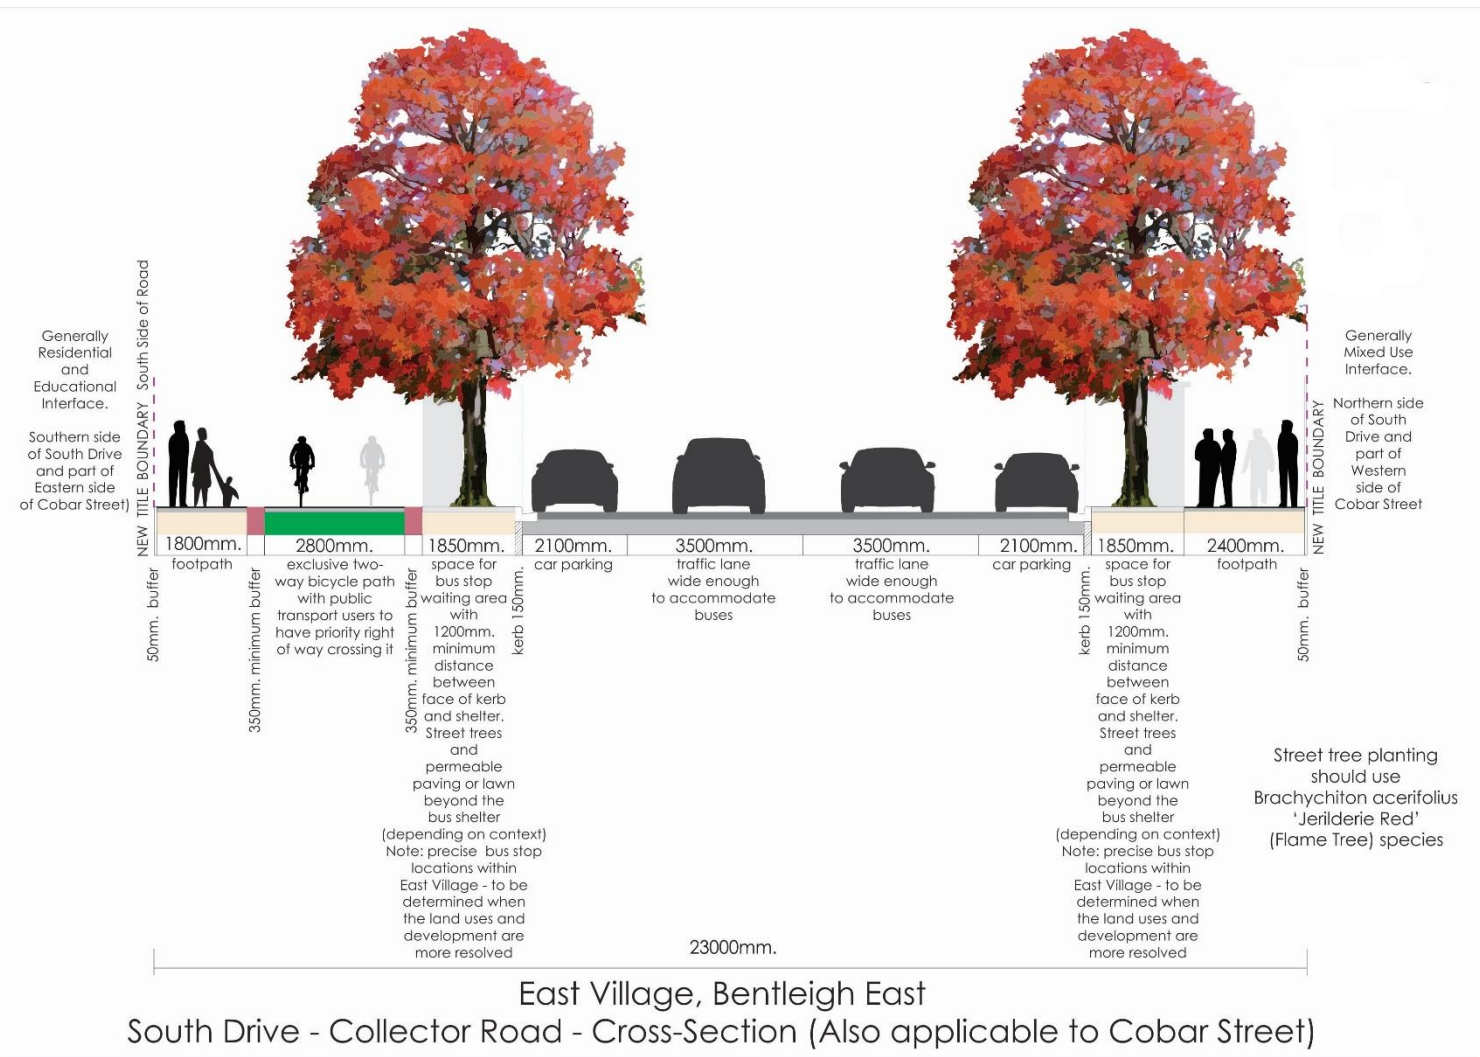 Generally
Residential
and
Educational
Interface.
Southern side
of South Drive
and part of
Eastern side
of Cobar Street)
NEW TITLE BOUNDARY South Side of Road
Generally
Mixed Use
Interface.
Northern side
of South
Drive and
part of
Western
side of
Cobar Street
NEW TITLE BOUNDARY
50mm. buffer
1800mm.
footpath
350mm. minimum buffer
2800mm.
exclusive two-
way bicycle path
with public
transport users to
have priority right
of way crossing it
350mm. minimum buffer
1850mm.
space for
bus stop
waiting area
with
1200mm.
minimum
distance
between
face of kerb
and shelter.
Street trees
and
permeable
paving or lawn
beyond the
bus shelter
(depending on context)
Note: precise bus stop
locations within
East Village - to be
determined when
the land uses and
development are
more resolved
kerb 150mm.
2100mm.
car parking
3500mm.
traffic lane
wide enough
to accommodate
buses
3500mm.
traffic lane
wide enough
to accommodate
buses
2100mm.
car parking
kerb 150mm.
1850mm.
space for
bus stop
waiting area
with
1200mm.
minimum
distance
between
face of kerb
and shelter.
Street trees
and
permeable
paving or lawn
beyond the
bus shelter
(depending on context)
Note: precise bus stop
locations within
East Village - to be
determined when
the land uses and
development are
more resolved
2400mm.
footpath
50mm. buffer
Street tree planting
should use
Brachychiton acerifolius
‘Jerilderie Red’
(Flame Tree) species
23000mm.
East Village, Bentleigh East
South Drive - Collector Road - Cross-Section (Also applicable to Cobar Street)